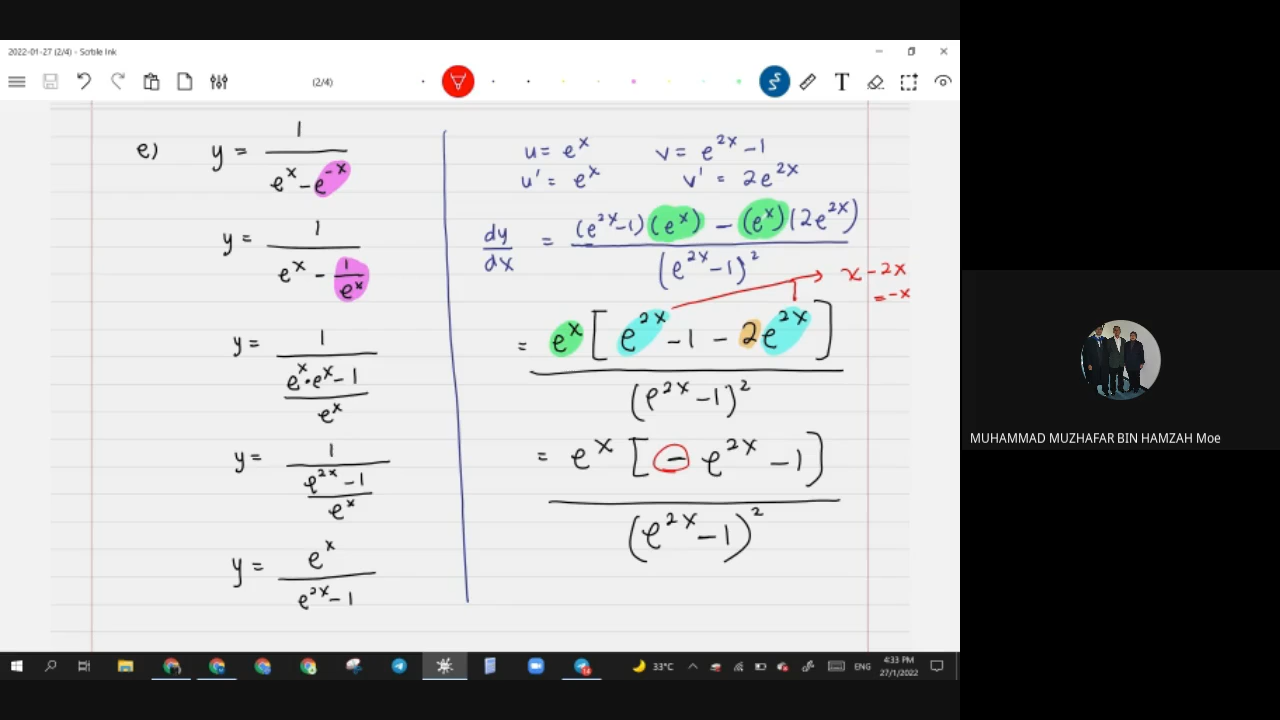 2022-01-27 (2/4) - Scrble Ink
(2/4)
T
e) y = 1 / (e^x - e^-x)
y = 1 / (e^x - 1/e^x)
y = 1 / ((e^x • e^x - 1) / e^x)
y = 1 / ((e^2x - 1) / e^x)
y = e^x / (e^2x - 1)
u = e^x v = e^2x - 1
u' = e^x v' = 2e^2x
dy/dx = ((e^2x - 1)(e^x) - (e^x)(2e^2x)) / (e^2x - 1)^2
x - 2x
= -x
= e^x [e^2x - 1 - 2e^2x] / (e^2x - 1)^2
= e^x [- e^2x - 1] / (e^2x - 1)^2
MUHAMMAD MUZHAFAR BIN HAMZAH Moe
33°C
ENG
4:33 PM
27/1/2022